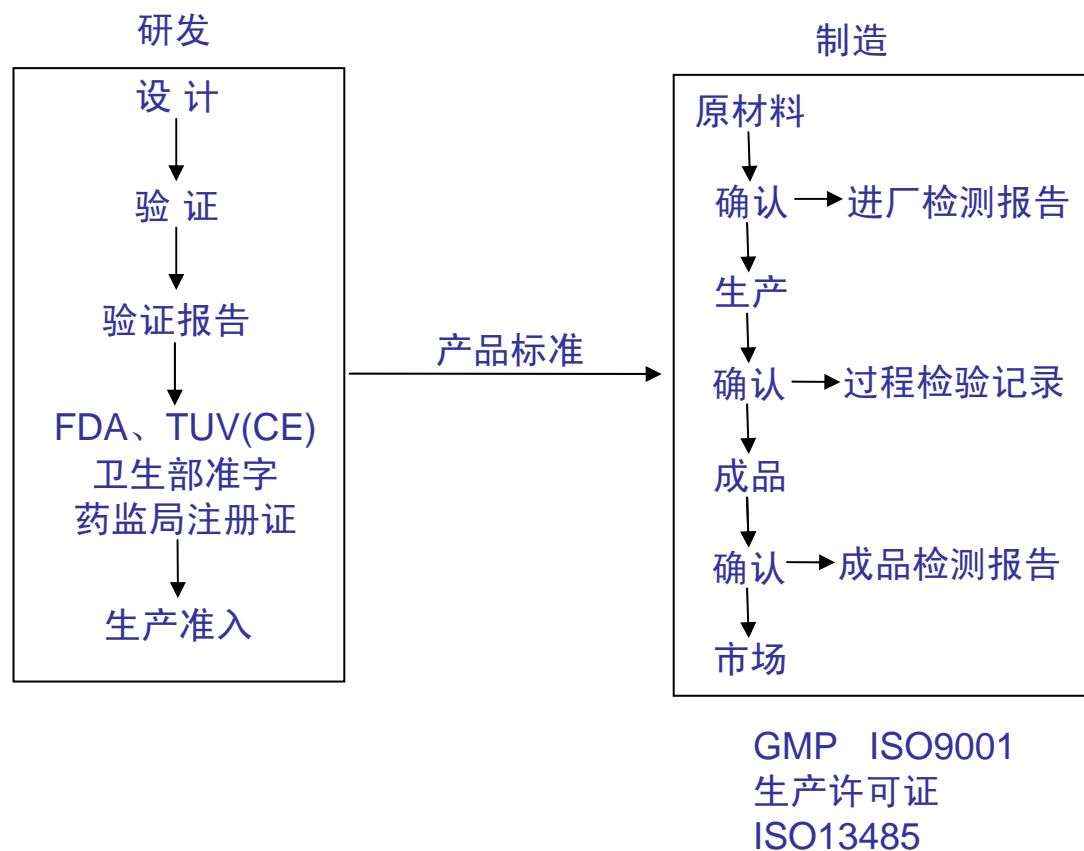 研发
设 计
验 证
验证报告
FDA、TUV(CE)
卫生部准字
药监局注册证
生产准入
产品标准
制造
原材料
确认 进厂检测报告
生产
确认 过程检验记录
成品
确认 成品检测报告
市场
GMP ISO9001
生产许可证
ISO13485